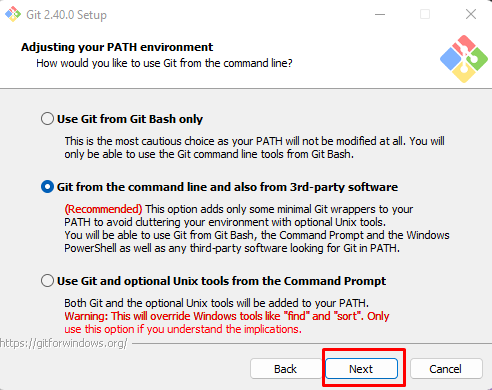 Git 2.40.0 Setup
Adjusting your PATH environment
How would you like to use Git from the command line?
Use Git from Git Bash only
This is the most cautious choice as your PATH will not be modified at all. You will
only be able to use the Git command line tools from Git Bash.
Git from the command line and also from 3rd-party software
(Recommended) This option adds only some minimal Git wrappers to your
PATH to avoid cluttering your environment with optional Unix tools.
You will be able to use Git from Git Bash, the Command Prompt and the Windows
PowerShell as well as any third-party software looking for Git in PATH.
Use Git and optional Unix tools from the Command Prompt
Both Git and the optional Unix tools will be added to your PATH.
Warning: This will override Windows tools like "find" and "sort". Only
use this option if you understand the implications.
https://gitforwindows.org/
Back
Next
Cancel